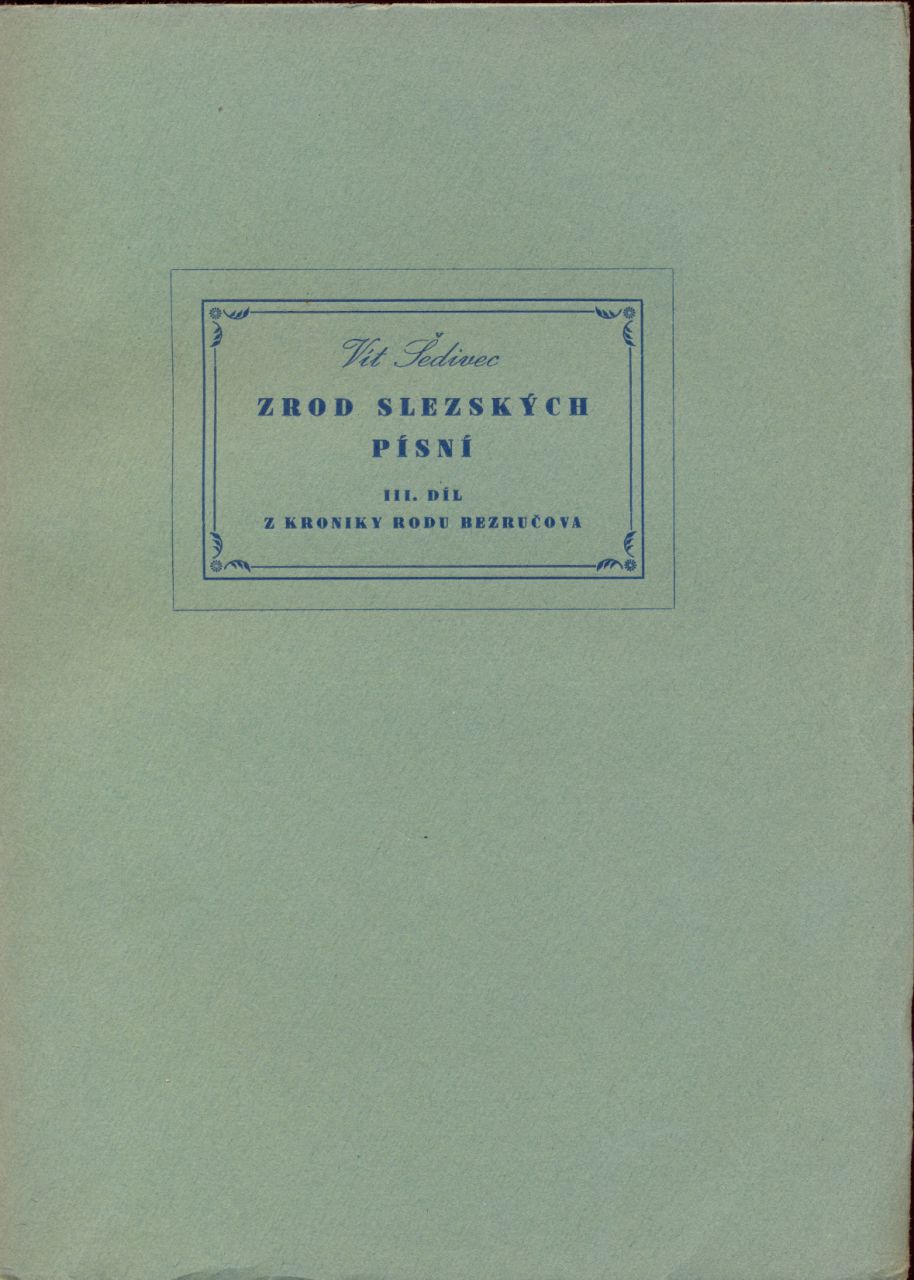 Vít Šedivec
ZROD SLEZSKÝCH
PÍSNÍ
III. DÍL
Z KRONIKY RODU BEZRUČOVA